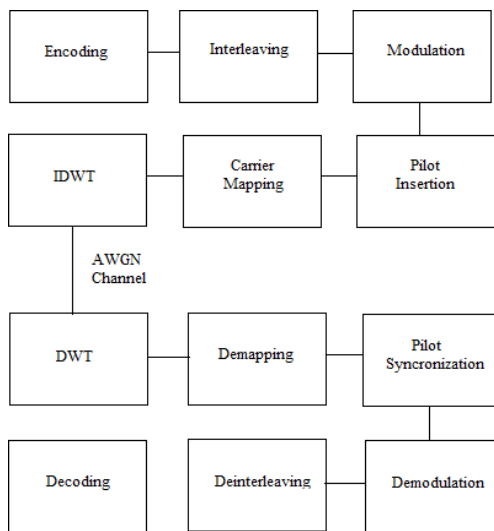 Encoding
Interleaving
Modulation
IDWT
Carrier
Mapping
Pilot
Insertion
AWGN
Channel
DWT
Demapping
Pilot
Syncronization
Decoding
Deinterleaving
Demodulation